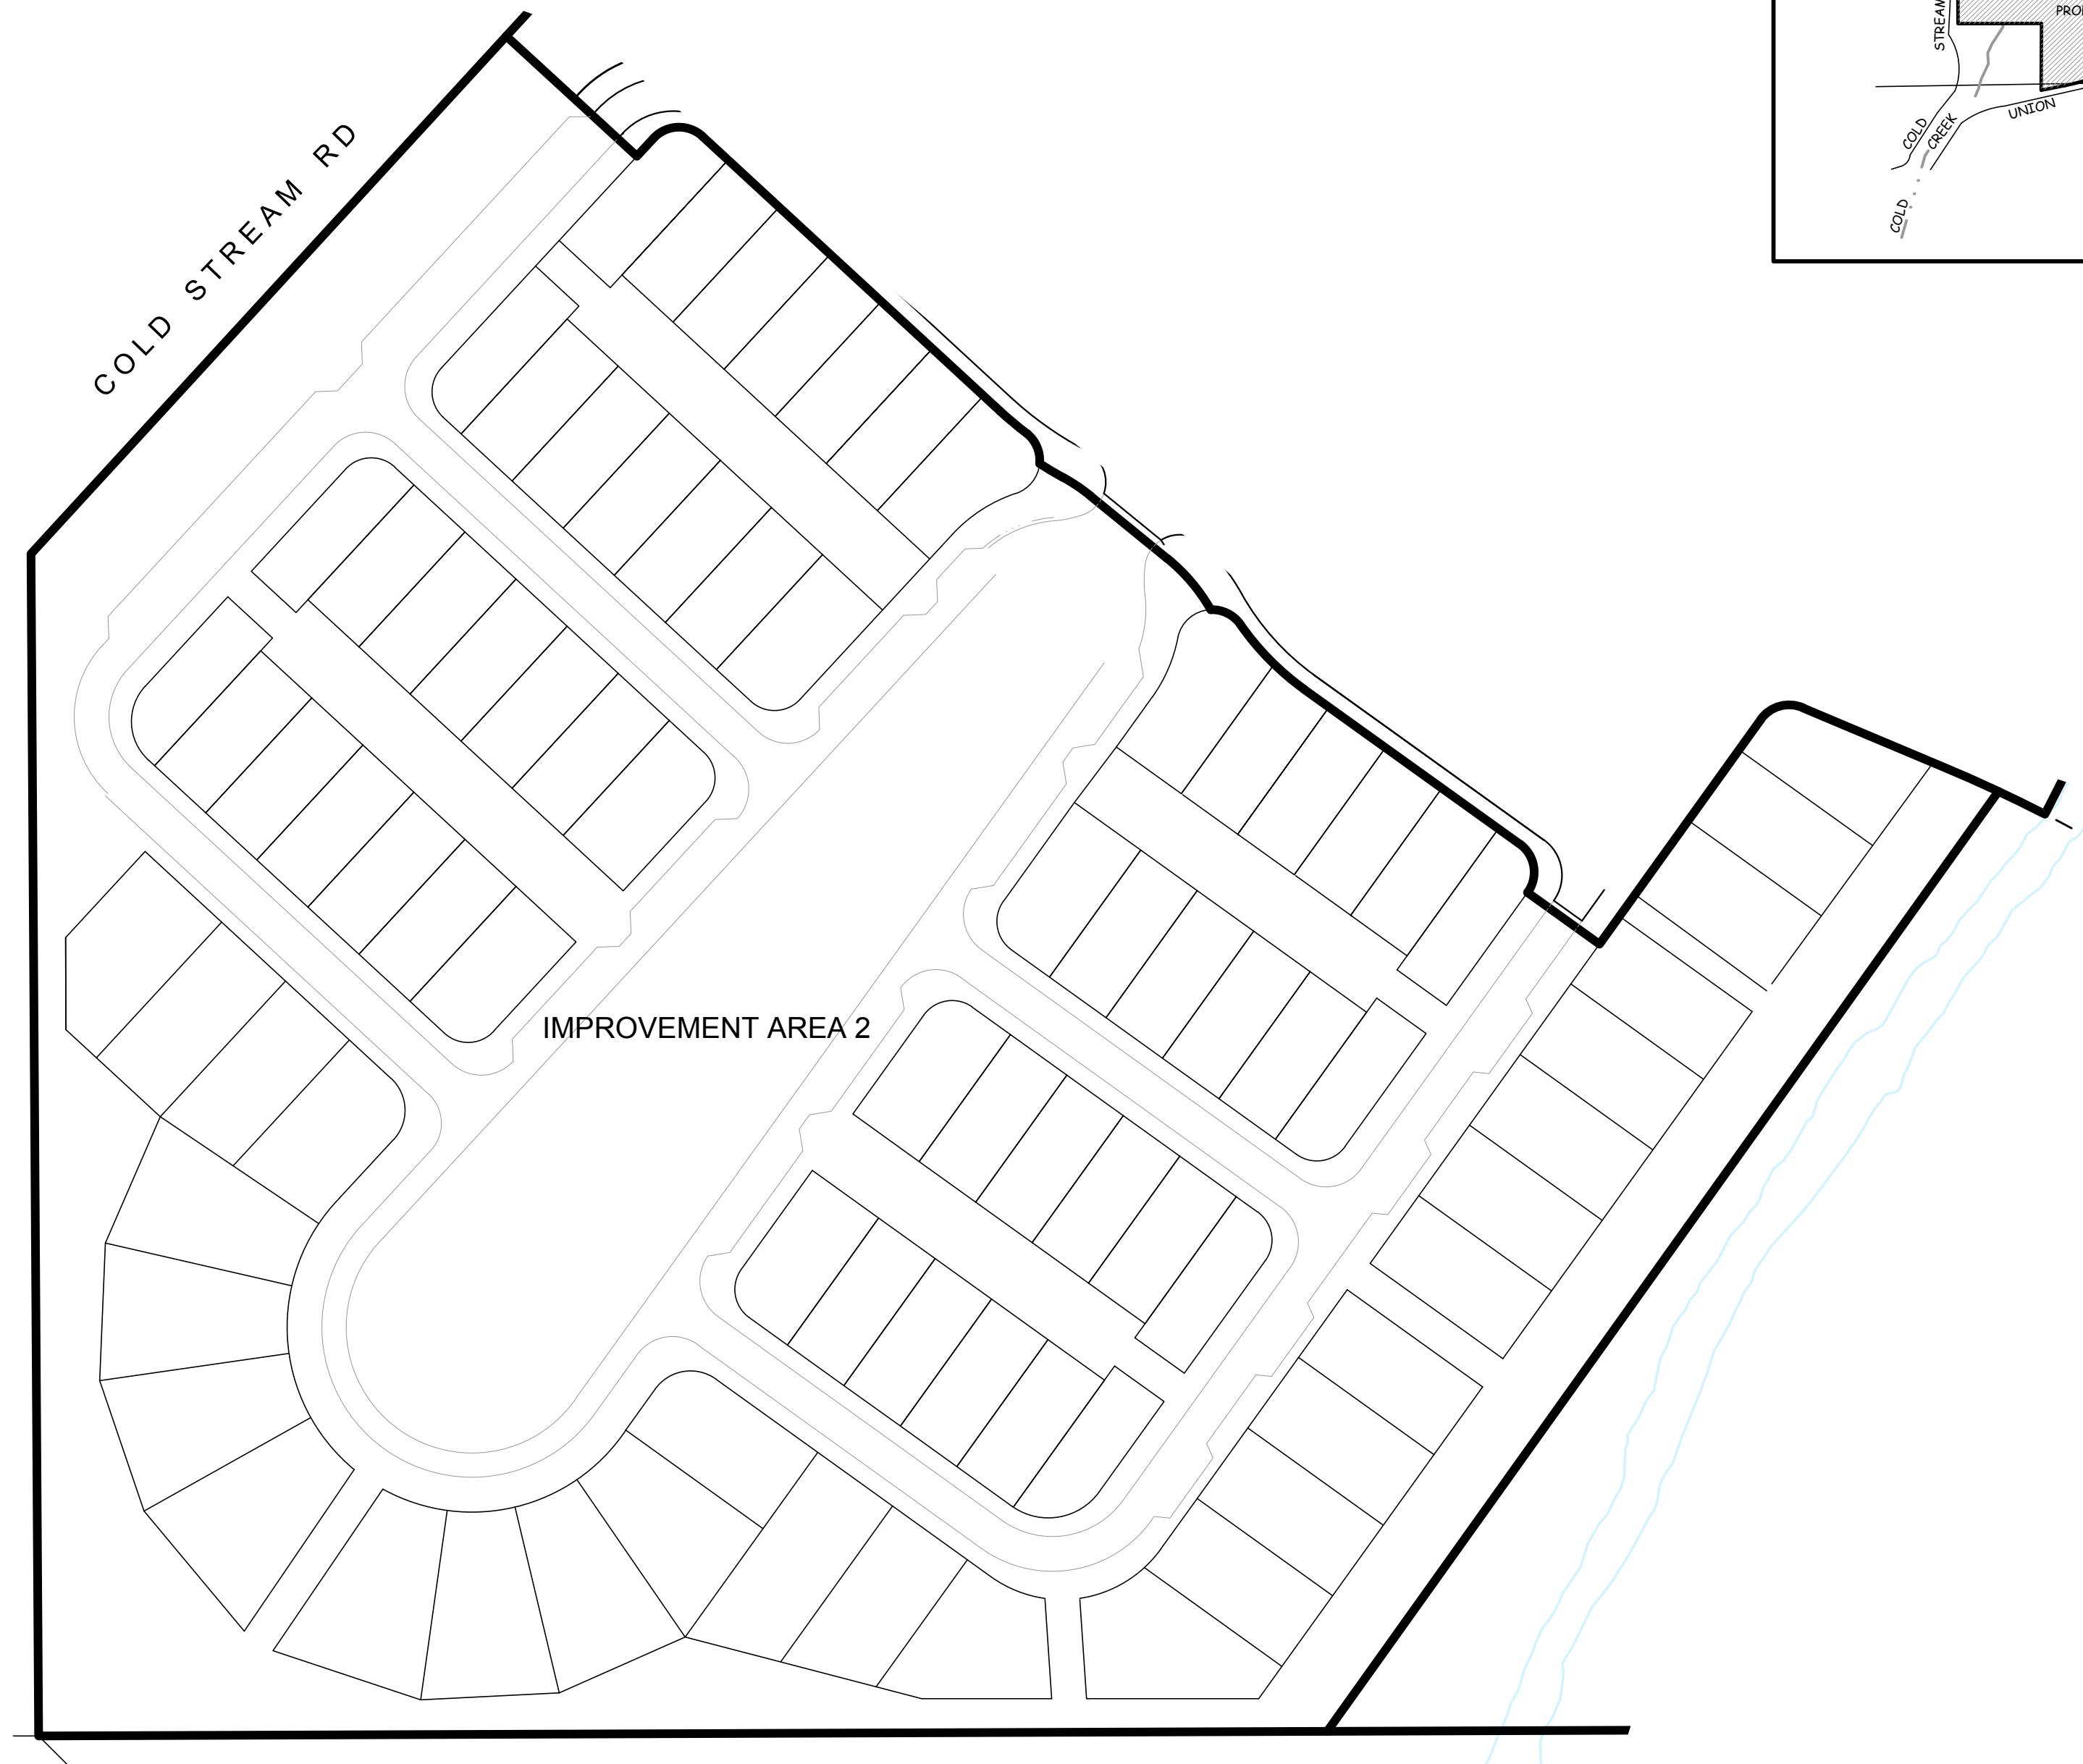 COLD STREAM RD
IMPROVEMENT AREA 2
STREAM
COLD
CREEK
UNION
COLD